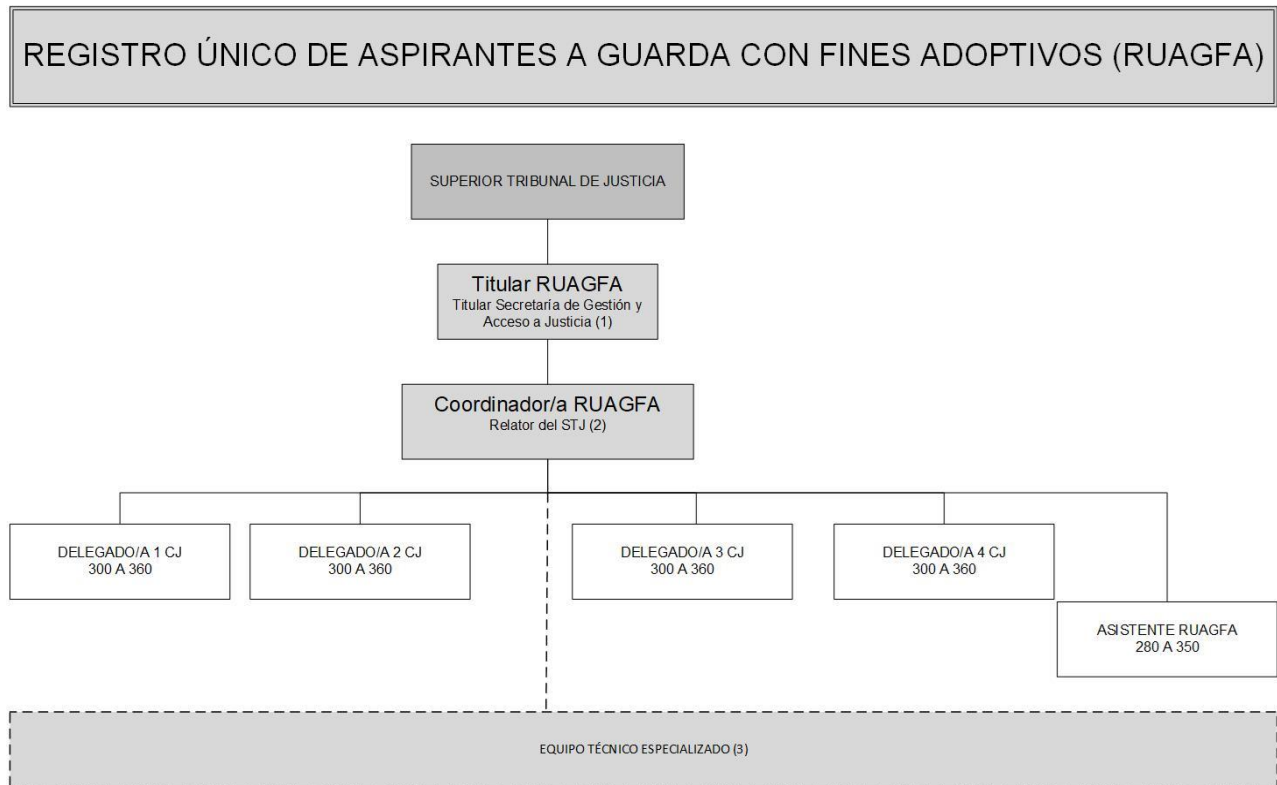 REGISTRO ÚNICO DE ASPIRANTES A GUARDA CON FINES ADOPTIVOS (RUAGFA)
SUPERIOR TRIBUNAL DE JUSTICIA
Titular RUAGFA
Titular Secretaría de Gestión y
Acceso a Justicia (1)
Coordinador/a RUAGFA
Relator del STJ (2)
DELEGADO/A 1 CJ
300 A 360
DELEGADO/A 2 CJ
300 A 360
DELEGADO/A 3 CJ
300 A 360
DELEGADO/A 4 CJ
300 A 360
ASISTENTE RUAGFA
280 A 350
EQUIPO TÉCNICO ESPECIALIZADO (3)